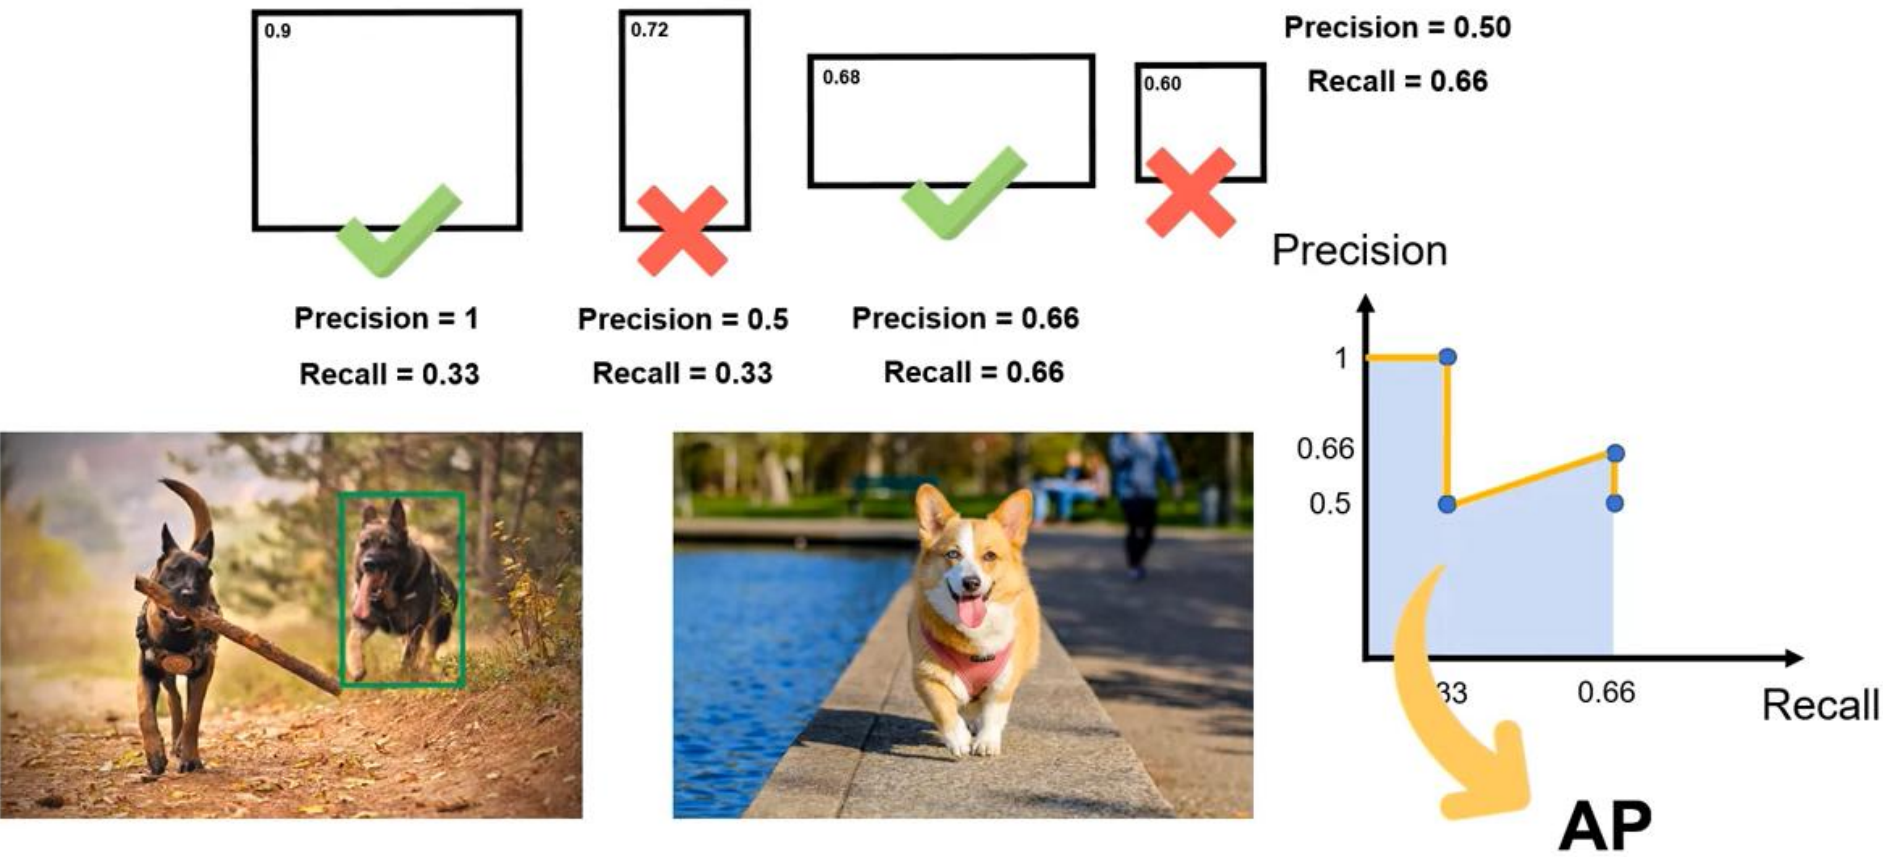 0.9
0.72
0.68
0.60
Precision = 0.50
Recall = 0.66
Precision = 1
Recall = 0.33
Precision = 0.5
Recall = 0.33
Precision = 0.66
Recall = 0.66
Precision
1
0.66
0.5
33
0.66
Recall
AP